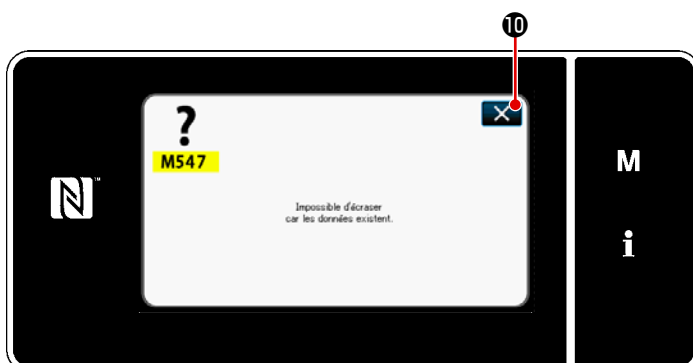 ❿
?
M547
Impossible d'écraser
car les données existent.
M
i